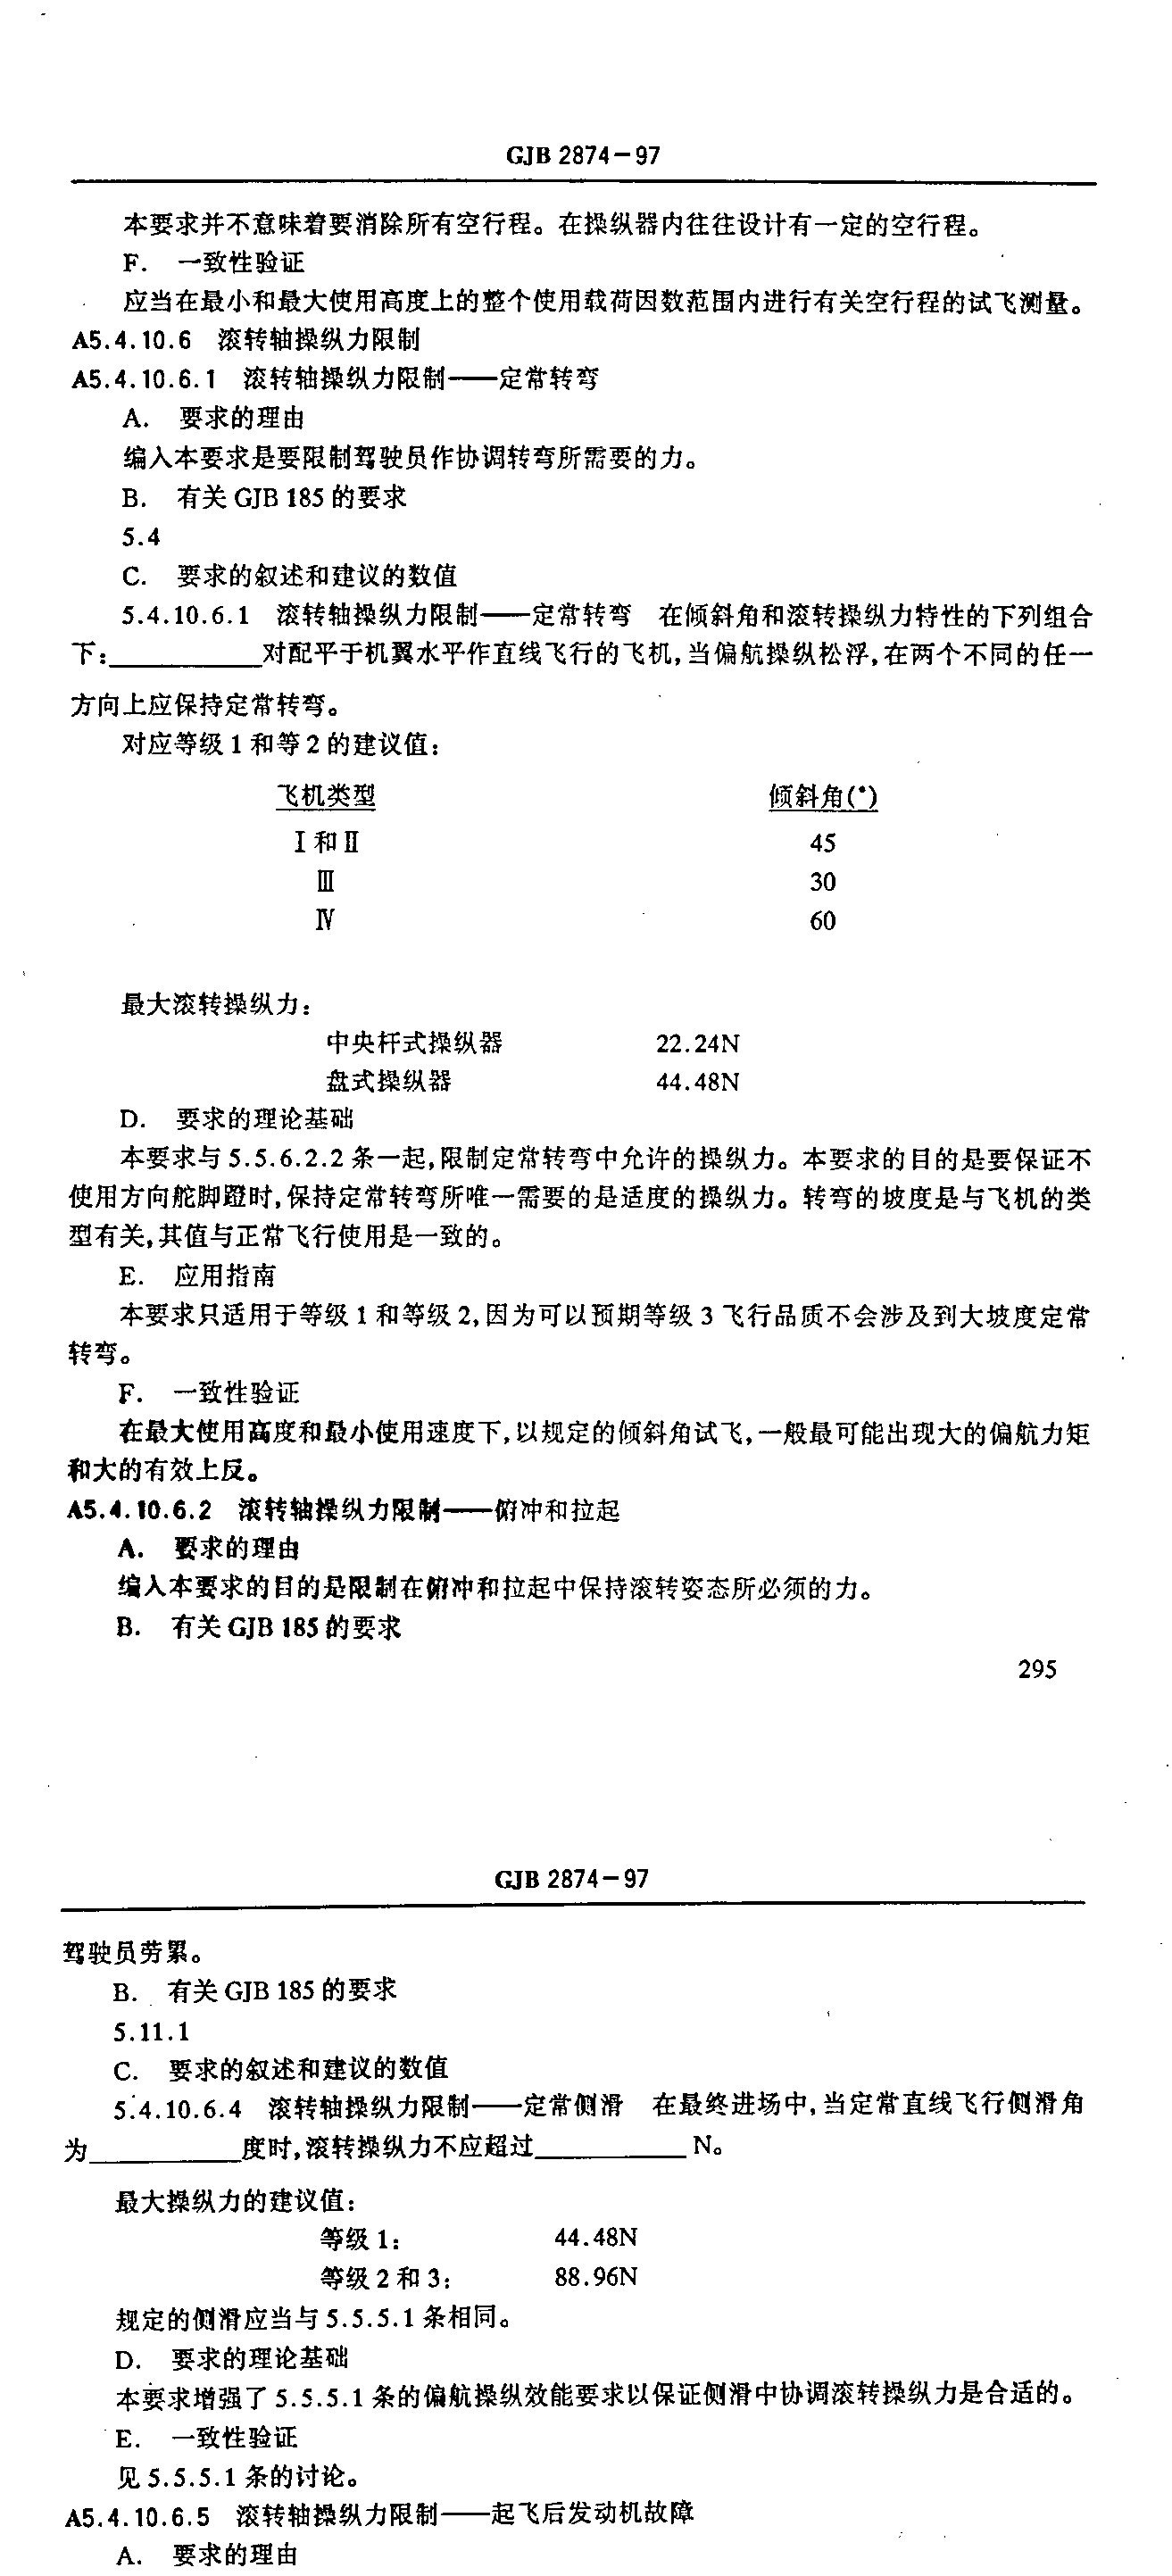 GJB 2874－97
本要求并不意味着要消除所有空行程。在操纵器内往往设计有一定的空行程。
F. 一致性验证
应当在最小和最大使用高度上的整个使用载荷因数范围内进行有关空行程的试飞测量。
A5.4.10.6 滚转轴操纵力限制
A5.4.10.6.1 滚转轴操纵力限制——定常转弯
A. 要求的理由
编入本要求是要限制驾驶员作协调转弯所需要的力。
B. 有关 GJB 185 的要求
5.4
C. 要求的叙述和建议的数值
5.4.10.6.1 滚转轴操纵力限制——定常转弯 在倾斜角和滚转操纵力特性的下列组合
下：____________对配平于机翼水平作直线飞行的飞机，当偏航操纵松浮，在两个不同的任一
方向上应保持定常转弯。
对应等级 1 和等 2 的建议值：
飞机类型 倾斜角(°)
Ⅰ和Ⅱ 45
Ⅲ 30
Ⅳ 60
最大滚转操纵力：
中央杆式操纵器 22.24N
盘式操纵器 44.48N
D. 要求的理论基础
本要求与 5.5.6.2.2 条一起，限制定常转弯中允许的操纵力。本要求的目的是要保证不
使用方向舵脚蹬时，保持定常转弯所唯一需要的是适度的操纵力。转弯的坡度是与飞机的类
型有关，其值与正常飞行使用是一致的。
E. 应用指南
本要求只适用于等级 1 和等级 2，因为可以预期等级 3 飞行品质不会涉及到大坡度定常
转弯。
F. 一致性验证
在最大使用高度和最小使用速度下，以规定的倾斜角试飞，一般最可能出现大的偏航力矩
和大的有效上反。
A5.4.10.6.2 滚转轴操纵力限制——俯冲和拉起
A. 要求的理由
编入本要求的目的是限制在俯冲和拉起中保持滚转姿态所必须的力。
B. 有关 GJB 185 的要求
295
GJB 2874－97
驾驶员劳累。
B. 有关 GJB 185 的要求
5.11.1
C. 要求的叙述和建议的数值
5.4.10.6.4 滚转轴操纵力限制——定常侧滑 在最终进场中，当定常直线飞行侧滑角
为____________度时，滚转操纵力不应超过____________N。
最大操纵力的建议值：
等级 1： 44.48N
等级 2 和 3： 88.96N
规定的侧滑应当与 5.5.5.1 条相同。
D. 要求的理论基础
本要求增强了 5.5.5.1 条的偏航操纵效能要求以保证侧滑中协调滚转操纵力是合适的。
E. 一致性验证
见 5.5.5.1 条的讨论。
A5.4.10.6.5 滚转轴操纵力限制——起飞后发动机故障
A. 要求的理由